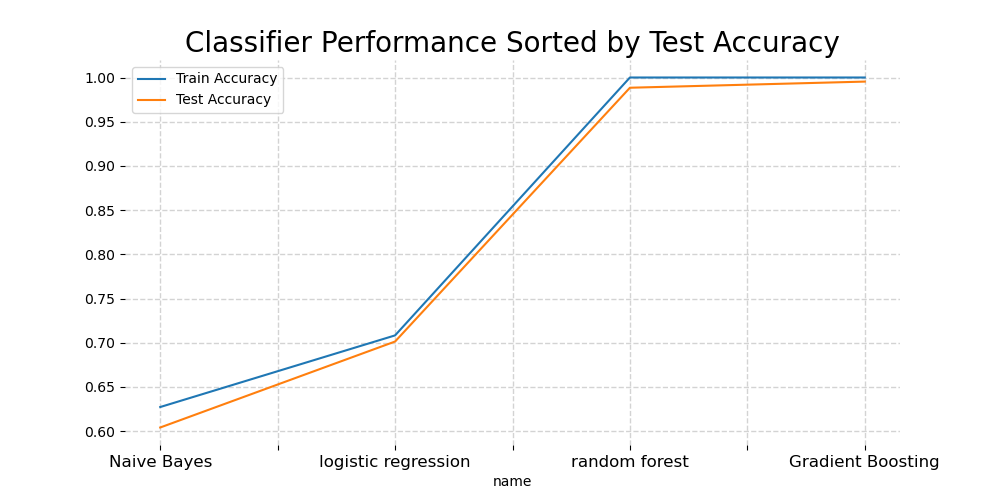 Classifier Performance Sorted by Test Accuracy
Train Accuracy
Test Accuracy
1.00
0.95
0.90
0.85
0.80
0.75
0.70
0.65
0.60
Naive Bayes
logistic regression
random forest
Gradient Boosting
name